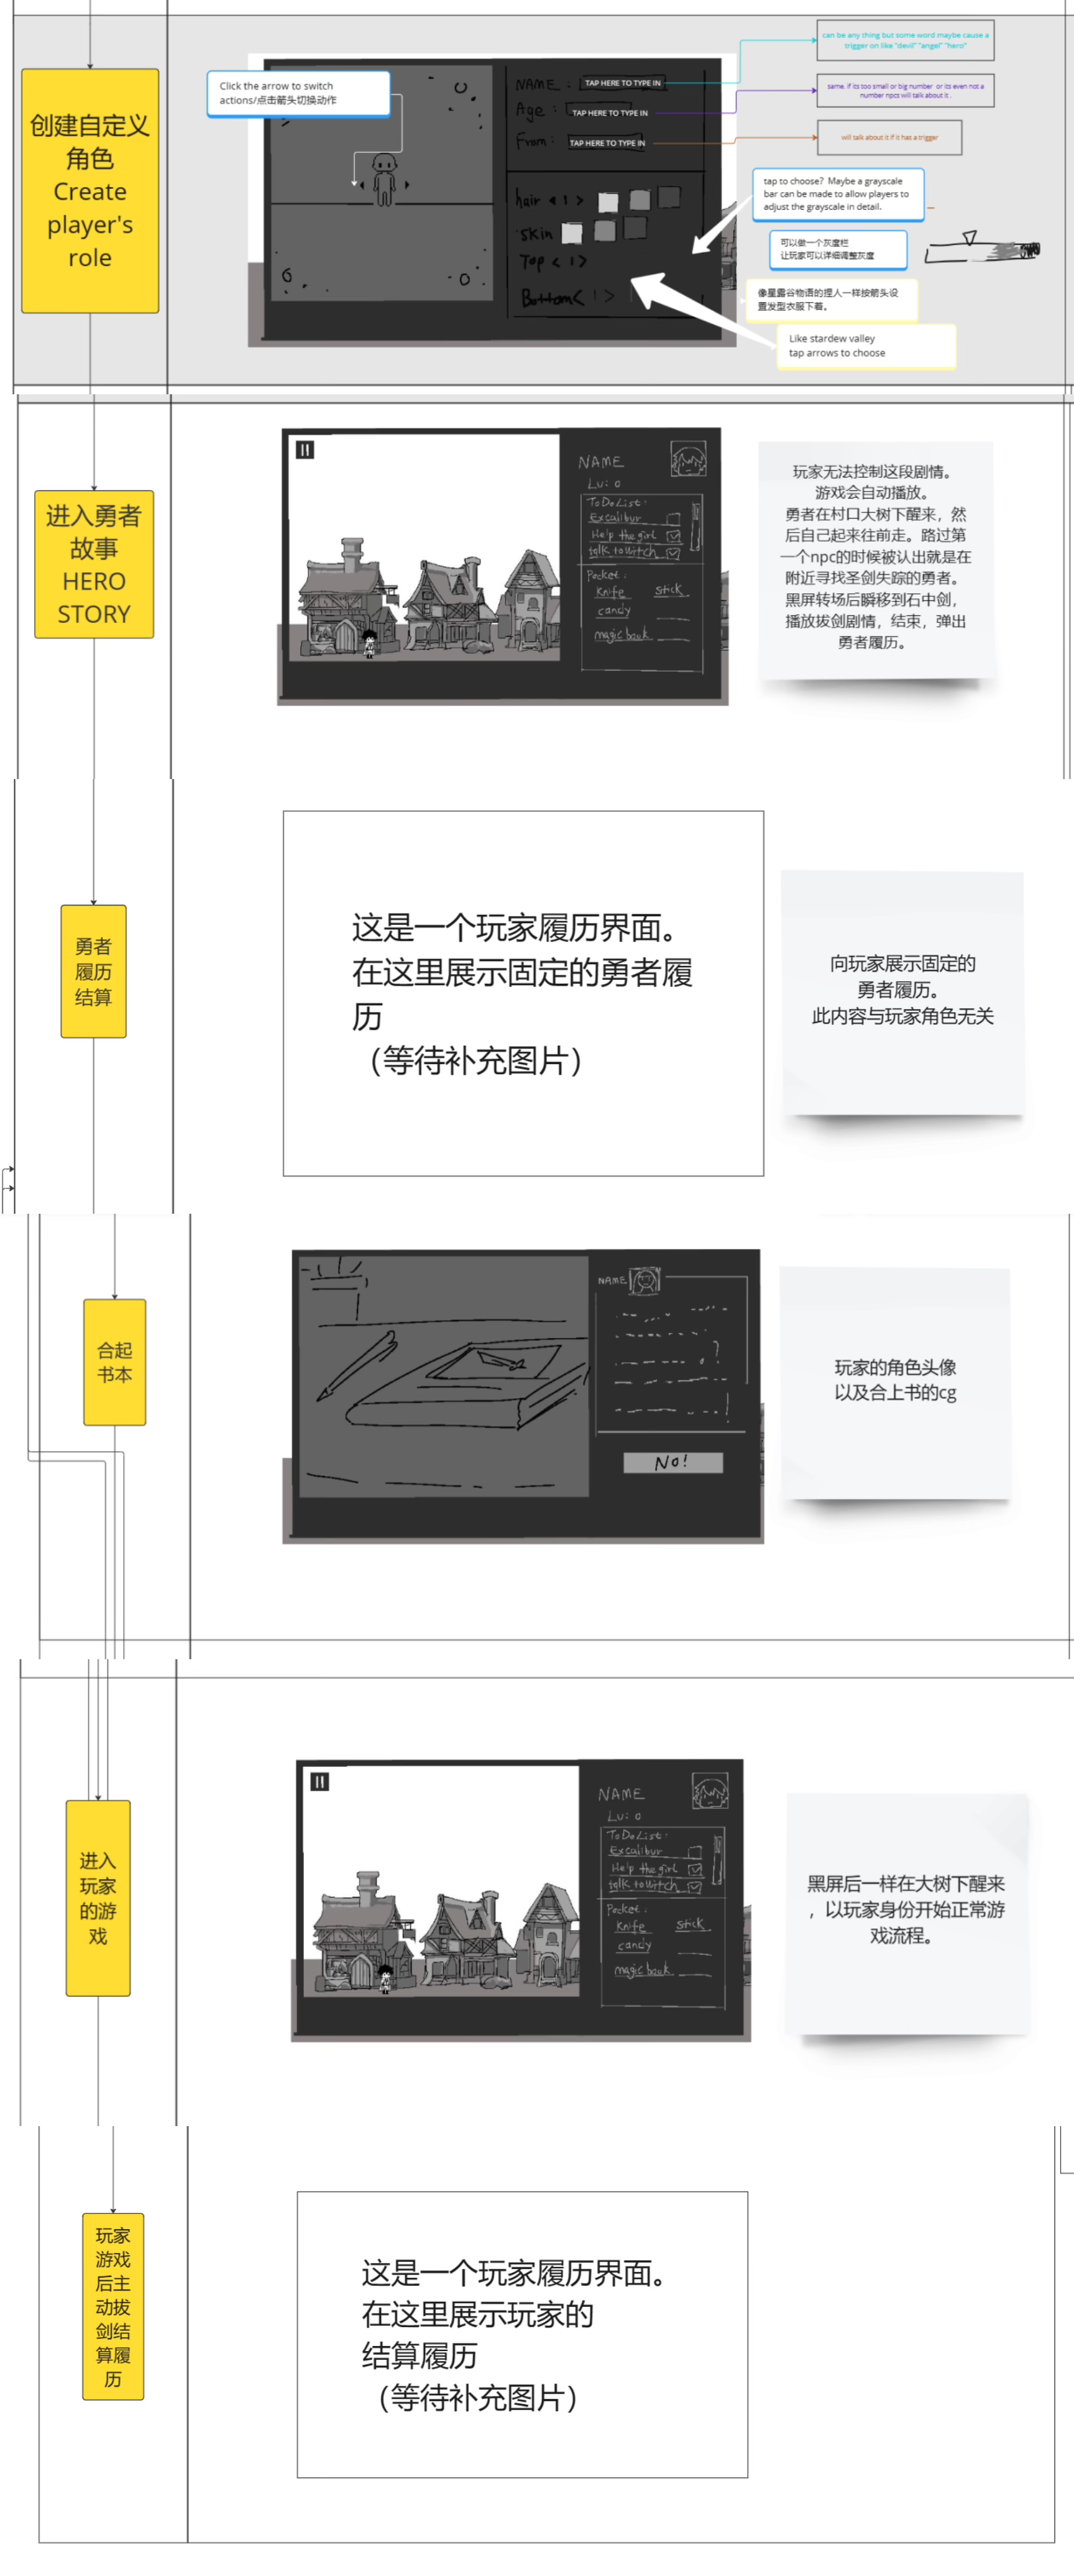 创建自定义
角色
Create
player's
role
Click the arrow to switch
actions/点击箭头切换动作
NAME : TAP HERE TO TYPE IN
Age : TAP HERE TO TYPE IN
From : TAP HERE TO TYPE IN
hair < 1 >
skin
Top < 1 >
Bottom < 1 >
can be any thing but some word maybe cause a
trigger on like "devil" "angel" "hero"
same. if its too small or big number or its even not a
number npcs will talk about it .
will talk about it if it has a trigger
tap to choose? Maybe a grayscale
bar can be made to allow players to
adjust the grayscale in detail.
可以做一个灰度栏
让玩家可以详细调整灰度
像星露谷物语的捏人一样按箭头设
置发型衣服下着。
Like stardew valley
tap arrows to choose
进入勇者
故事
HERO
STORY
NAME
Lv: 0
To Do List:
Excalibur
Help the girl
talk to witch
Pocket:
knife stick
candy
magic book
玩家无法控制这段剧情。
游戏会自动播放。
勇者在村口大树下醒来，然
后自己起来往前走。路过第
一个npc的时候被认出就是在
附近寻找圣剑失踪的勇者。
黑屏转场后瞬移到石中剑，
播放拔剑剧情，结束，弹出
勇者履历。
勇者
履历
结算
这是一个玩家履历界面。
在这里展示固定的勇者履
历
（等待补充图片）
向玩家展示固定的
勇者履历。
此内容与玩家角色无关
合起
书本
NAME
No!
玩家的角色头像
以及合上书的cg
进入
玩家
的游
戏
NAME
Lv: 0
To Do List:
Excalibur
Help the girl
talk to witch
Pocket:
knife stick
candy
magic book
黑屏后一样在大树下醒来
，以玩家身份开始正常游
戏流程。
玩家
游戏
后主
动拔
剑结
算履
历
这是一个玩家履历界面。
在这里展示玩家的
结算履历
（等待补充图片）